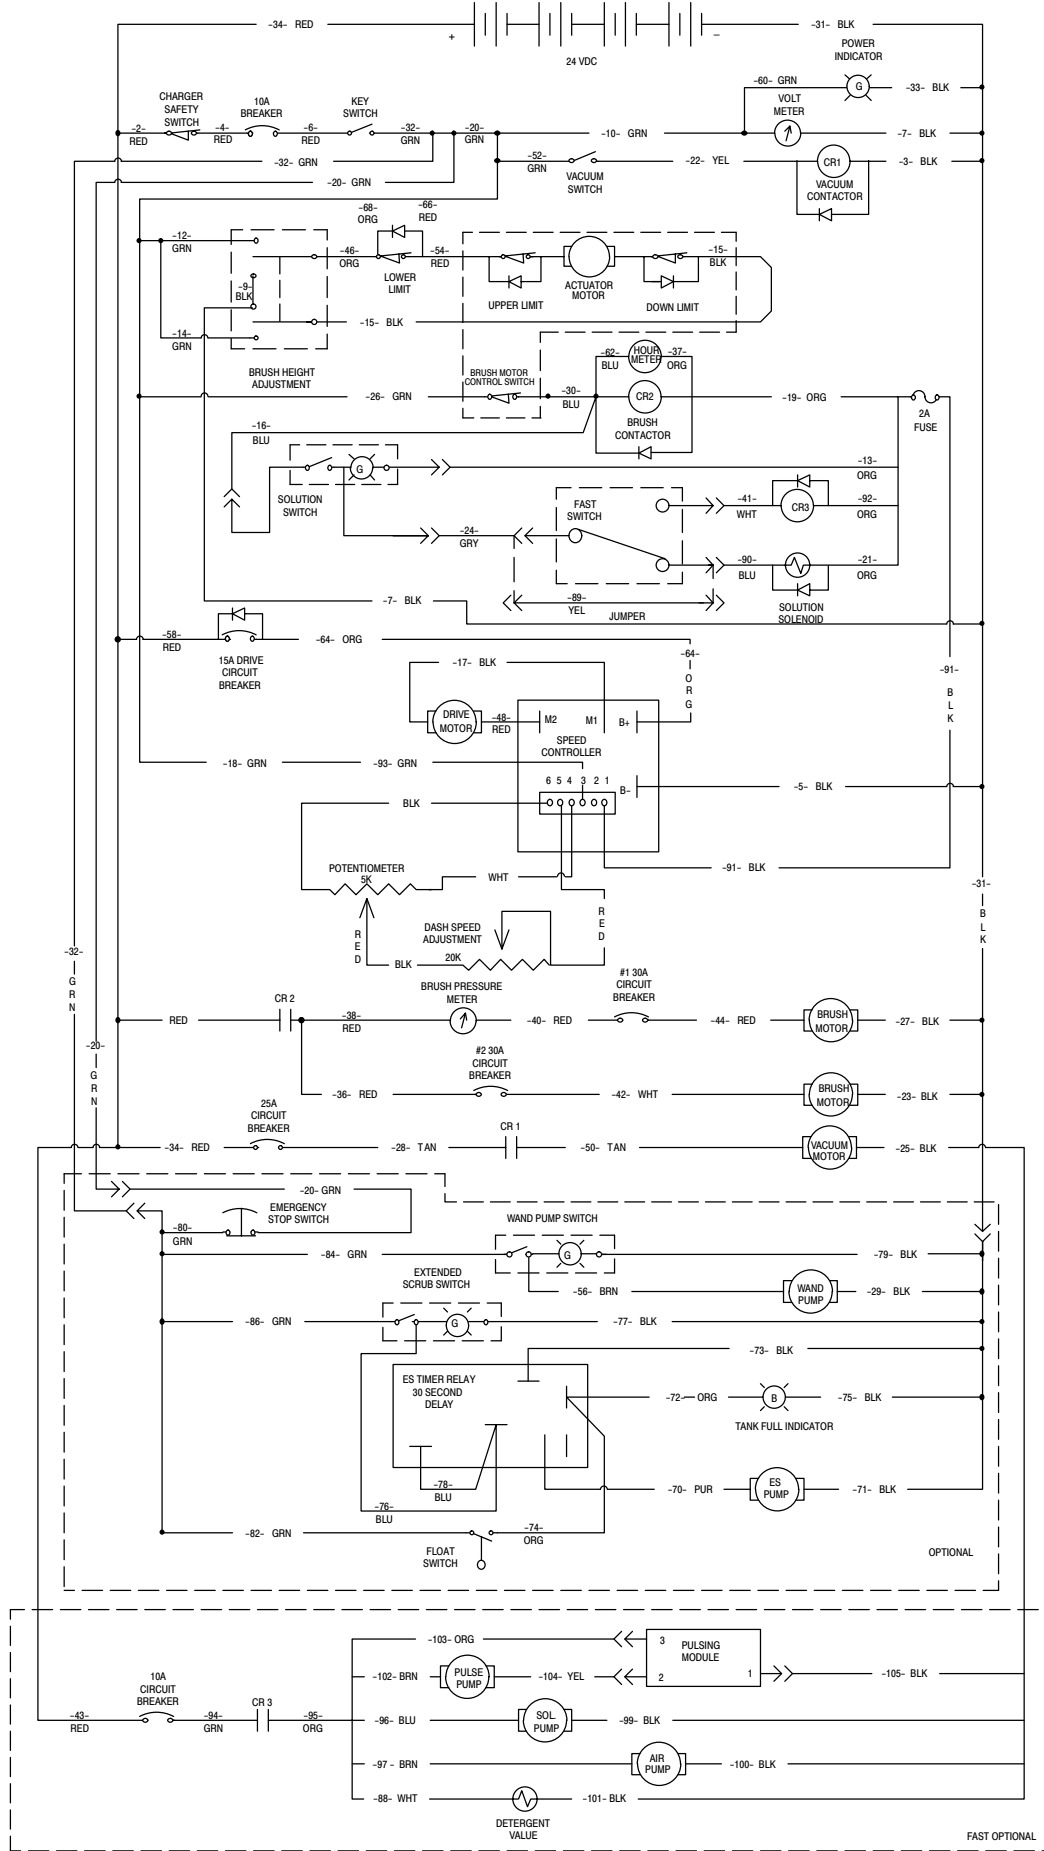 -34- RED
+
24 VDC
-
-31- BLK
POWER
INDICATOR
-60- GRN
G
-33- BLK
CHARGER
SAFETY
SWITCH
10A
BREAKER
KEY
SWITCH
VOLT
METER
-2-
RED
-4-
RED
-6-
RED
-32-
GRN
-20-
GRN
-10- GRN
-7- BLK
-32- GRN
-52-
GRN
VACUUM
SWITCH
-22- YEL
CR1
-3- BLK
VACUUM
CONTACTOR
-20- GRN
-68-
ORG
-66-
RED
-12-
GRN
-46-
ORG
-54-
RED
LOWER
LIMIT
UPPER LIMIT
ACTUATOR
MOTOR
DOWN LIMIT
-15-
BLK
-9-
BLK
-15- BLK
-14-
GRN
BRUSH HEIGHT
ADJUSTMENT
BRUSH MOTOR
CONTROL SWITCH
-62-
BLU
HOUR
METER
-37-
ORG
-26- GRN
-30-
BLU
CR2
BRUSH
CONTACTOR
-19- ORG
2A
FUSE
-16-
BLU
G
SOLUTION
SWITCH
-13-
ORG
FAST
SWITCH
-41-
WHT
CR3
-92-
ORG
-24-
GRY
-90-
BLU
-21-
ORG
SOLUTION
SOLENOID
-89-
YEL
JUMPER
-7- BLK
-58-
RED
-64- ORG
15A DRIVE
CIRCUIT
BREAKER
-64-
O
R
G
-17- BLK
DRIVE
MOTOR
-48-
RED
M2
M1
B+
SPEED
CONTROLLER
-91-
B
L
K
-18- GRN
-93- GRN
6 5 4 3 2 1
B-
-5- BLK
BLK
-91- BLK
POTENTIOMETER
5K
WHT
-31-
B
L
K
R
E
D
R
E
D
DASH SPEED
ADJUSTMENT
BLK
20K
-32-
G
R
N
#1 30A
CIRCUIT
BREAKER
BRUSH PRESSURE
METER
RED
CR 2
-38-
RED
-40- RED
-44- RED
BRUSH
MOTOR
-27- BLK
-20-
G
R
N
#2 30A
CIRCUIT
BREAKER
-36- RED
-42- WHT
BRUSH
MOTOR
-23- BLK
25A
CIRCUIT
BREAKER
-34- RED
-28- TAN
CR 1
-50- TAN
VACUUM
MOTOR
-25- BLK
-20- GRN
EMERGENCY
STOP SWITCH
-80-
GRN
WAND PUMP SWITCH
-84- GRN
G
-79- BLK
-56- BRN
WAND
PUMP
-29- BLK
EXTENDED
SCRUB SWITCH
-86- GRN
G
-77- BLK
-73- BLK
ES TIMER RELAY
30 SECOND
DELAY
-72- ORG
B
-75- BLK
TANK FULL INDICATOR
-78-
BLU
-70- PUR
ES
PUMP
-71- BLK
-76-
BLU
-82- GRN
-74-
ORG
FLOAT
SWITCH
OPTIONAL
-103- ORG
3
PULSING
MODULE
-102- BRN
PULSE
PUMP
-104- YEL
2
1
-105- BLK
10A
CIRCUIT
BREAKER
-43-
RED
-94-
GRN
CR 3
-95-
ORG
-96- BLU
SOL.
PUMP
-99- BLK
-97 - BRN
AIR
PUMP
-100- BLK
-88- WHT
-101- BLK
DETERGENT
VALUE
FAST OPTIONAL